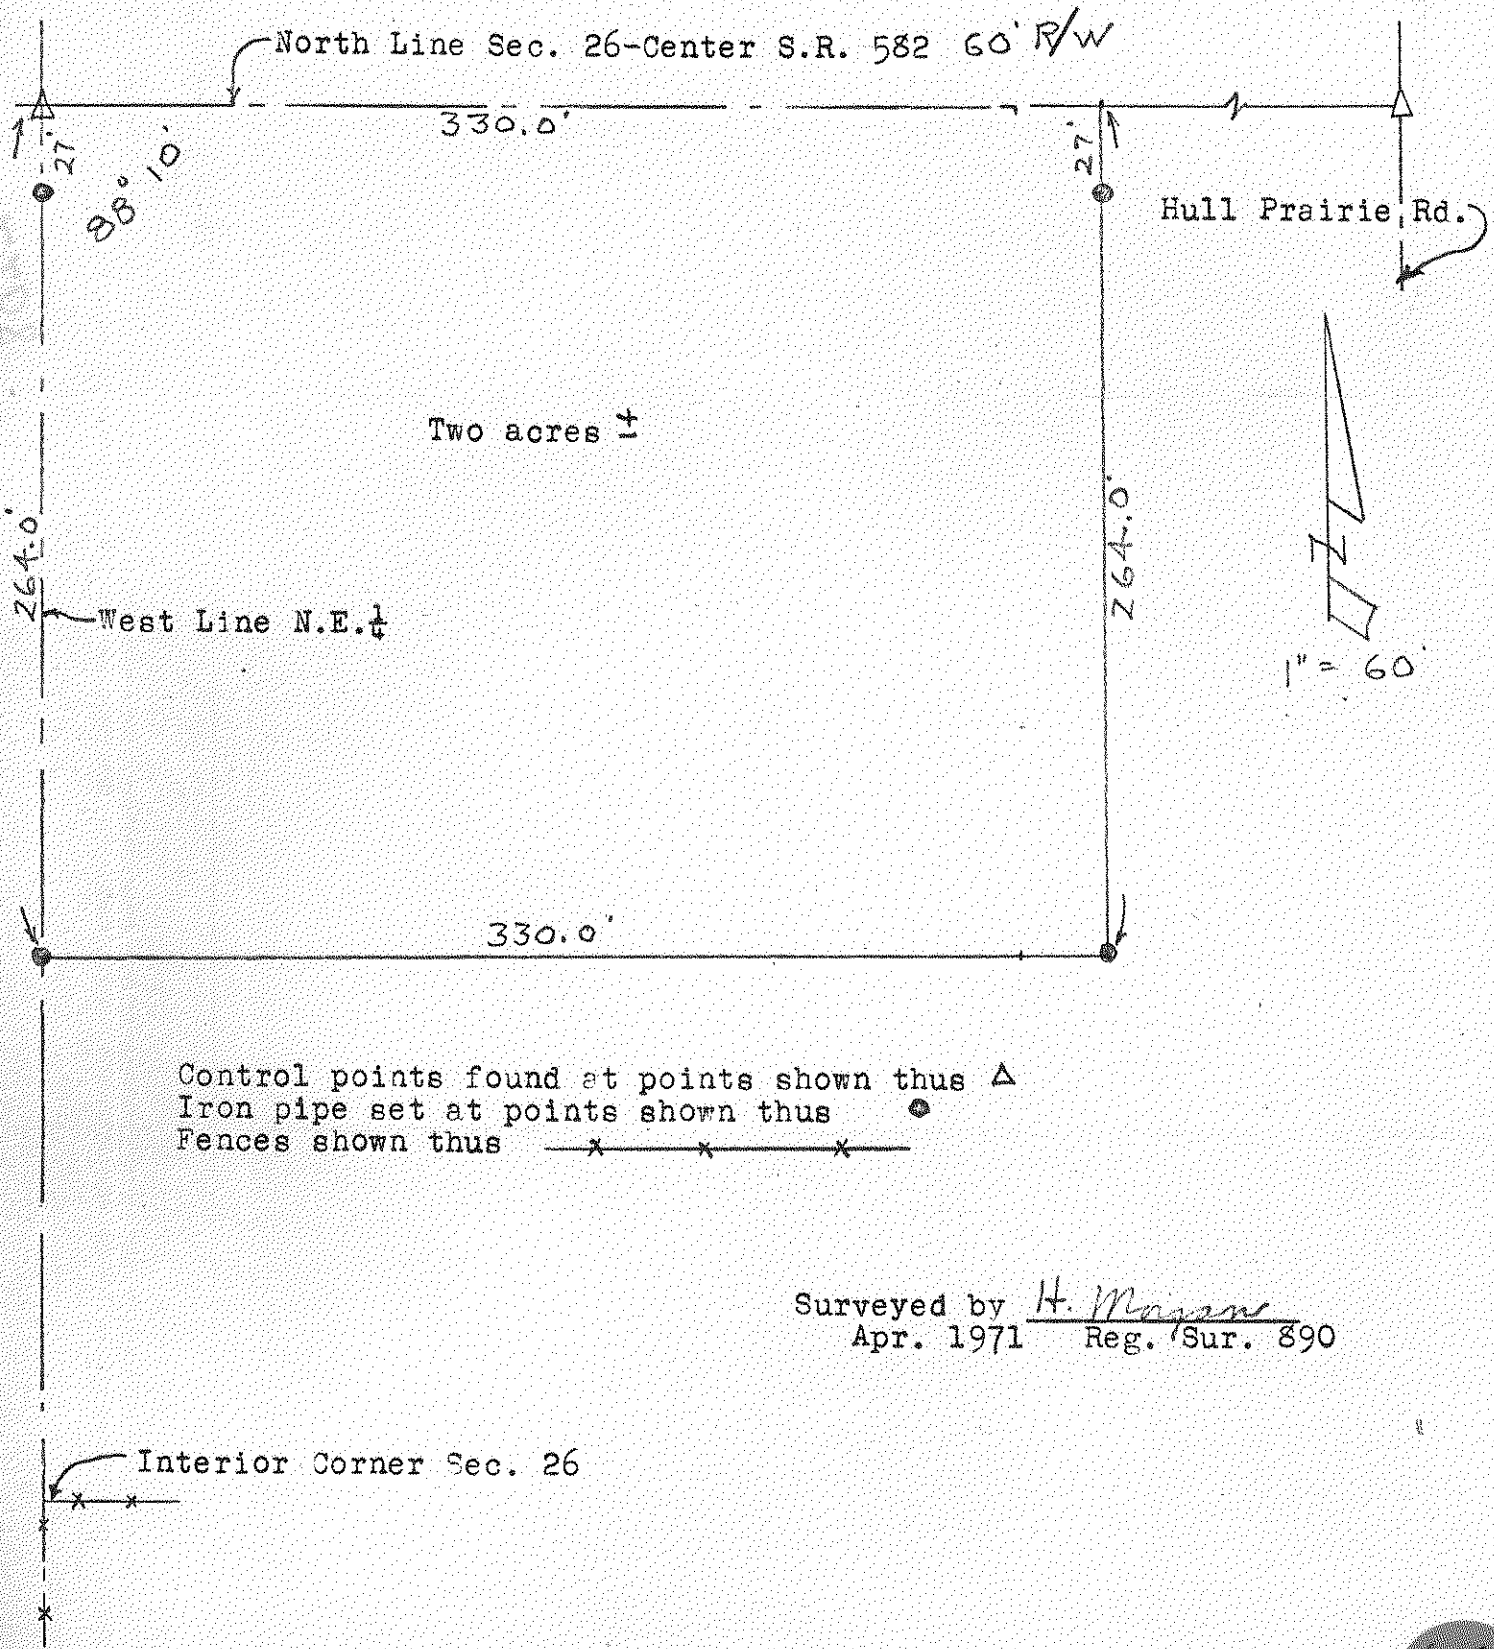 North Line Sec. 26-Center S.R. 582 60' R/W
330.0'
27'
27'
88° 10'
Hull Prairie Rd.
Two acres ±
264.0'
264.0'
West Line N.E.¼
N
1" = 60'
330.0'
Control points found at points shown thus △
Iron pipe set at points shown thus ●
Fences shown thus
Surveyed by H. Morgan
Apr. 1971 Reg. Sur. 890
Interior Corner Sec. 26